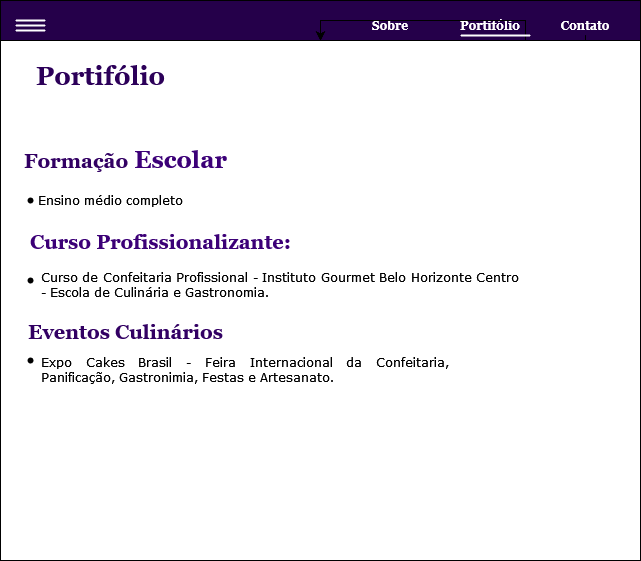 Sobre Portifólio Contato
Portifólio
Formação Escolar
Ensino médio completo
Curso Profissionalizante:
Curso de Confeitaria Profissional - Instituto Gourmet Belo Horizonte Centro
- Escola de Culinária e Gastronomia.
Eventos Culinários
Expo Cakes Brasil - Feira Internacional da Confeitaria,
Panificação, Gastronimia, Festas e Artesanato.